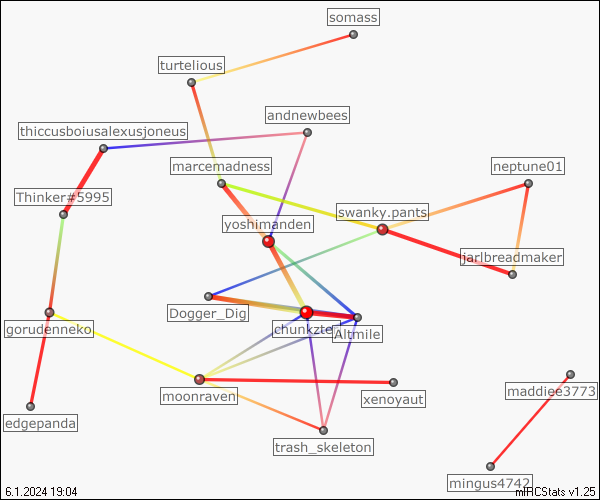 somass
turtelious
andnewbees
thiccusboiusalexusjoneus
marcemadness
neptune01
Thinker#5995
swanky.pants
yoshimanden
jarlbreadmaker
Dogger_Dig
gorudenneko
Altmile
moonraven
xenoyaut
maddiee3773
edgepanda
trash_skeleton
mingus4742
6.1.2024 19:04
mIRCStats v1.25